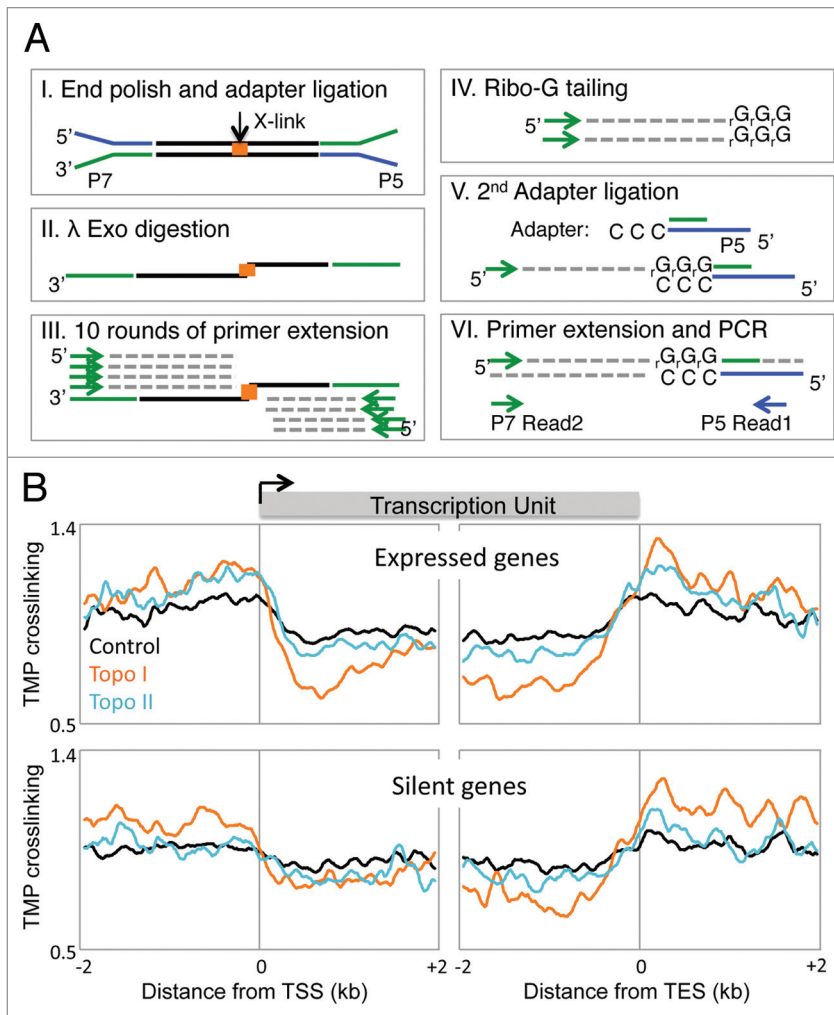 A
I. End polish and adapter ligation
X-link
5’
3’
P7
P5
II. λ Exo digestion
3’
III. 10 rounds of primer extension
5’
3’
5’
IV. Ribo-G tailing
5’
rGrGrG
rGrGrG
V. 2nd Adapter ligation
Adapter: C C C
P5 5’
rGrGrG
5’ CCC 5’
VI. Primer extension and PCR
rGrGrG
5’ CCC
P7 Read2 P5 Read1
B
Transcription Unit
1.4
Expressed genes
TMP crosslinking
Control
Topo I
Topo II
0.5
1.4
Silent genes
TMP crosslinking
0.5
-2 0 +2 -2 0 +2
Distance from TSS (kb) Distance from TES (kb)